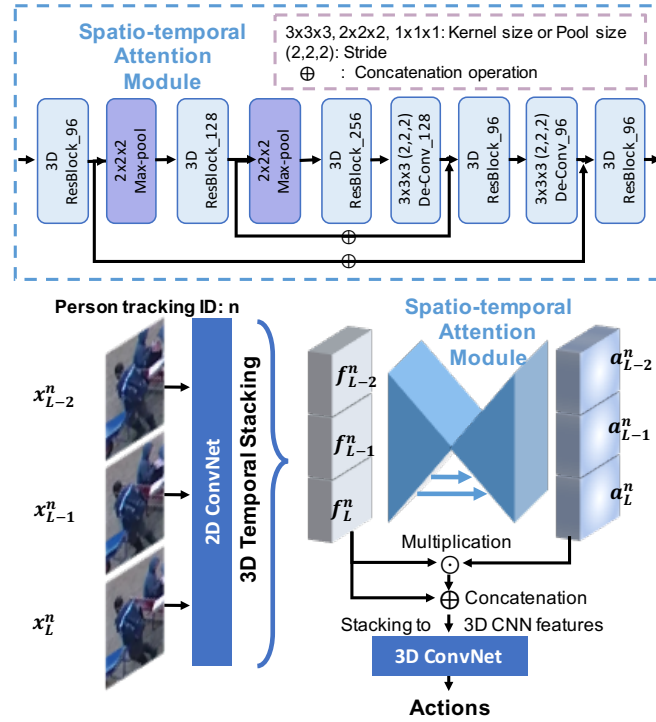 Spatio-temporal
Attention
Module
3x3x3, 2x2x2, 1x1x1: Kernel size or Pool size
(2,2,2): Stride
⊕ : Concatenation operation
3D
ResBlock_96
2x2x2
Max-pool
3D
ResBlock_128
2x2x2
Max-pool
3D
ResBlock_256
3x3x3 (2,2,2)
De-Conv_128
3D
ResBlock_96
3x3x3 (2,2,2)
De-Conv_96
3D
ResBlock_96
⊕
⊕
Person tracking ID: n
x^n_{L-2}
x^n_{L-1}
x^n_L
2D ConvNet
3D Temporal Stacking
f^n_{L-2}
f^n_{L-1}
f^n_L
Spatio-temporal
Attention
Module
a^n_{L-2}
a^n_{L-1}
a^n_L
Multiplication
⊙
⊕ Concatenation
Stacking to 3D CNN features
3D ConvNet
Actions